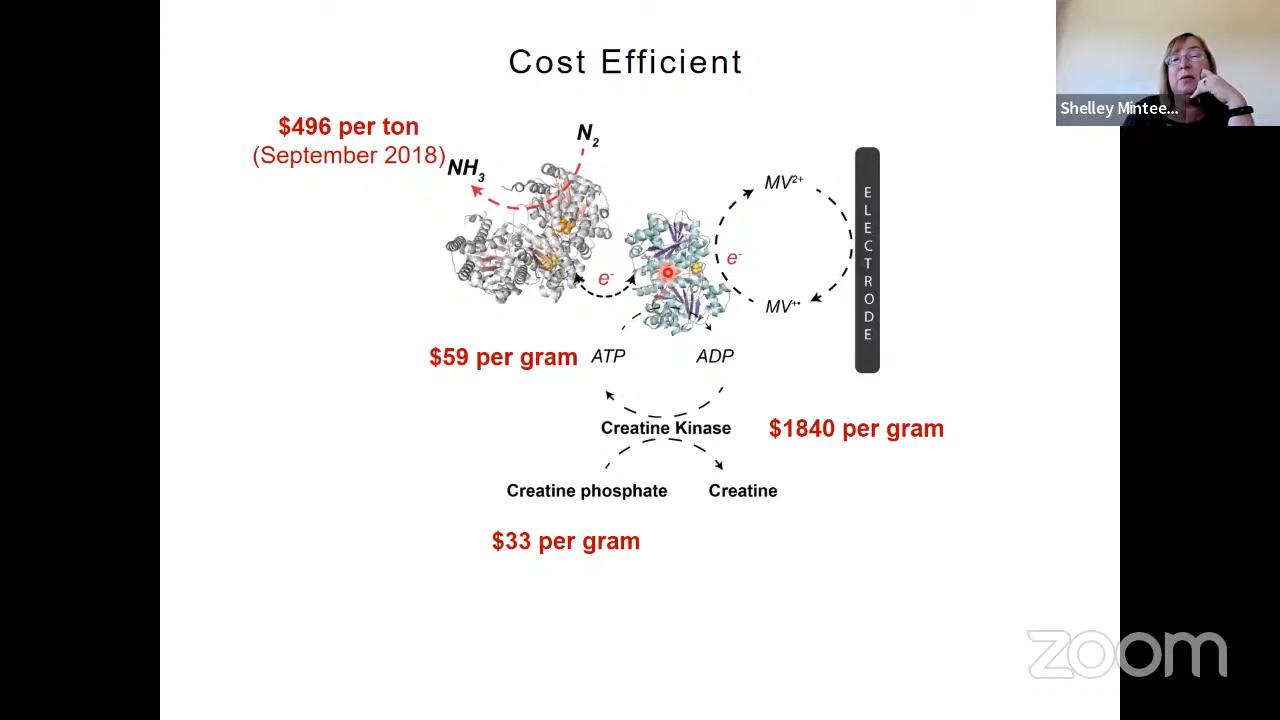 Cost Efficient
Shelley Mintee...
$496 per ton
(September 2018)
N2
NH3
MV2+
ELECTRODE
e-
e-
MV+•
$59 per gram
ATP
ADP
Creatine Kinase
$1840 per gram
Creatine phosphate
Creatine
$33 per gram
zoom